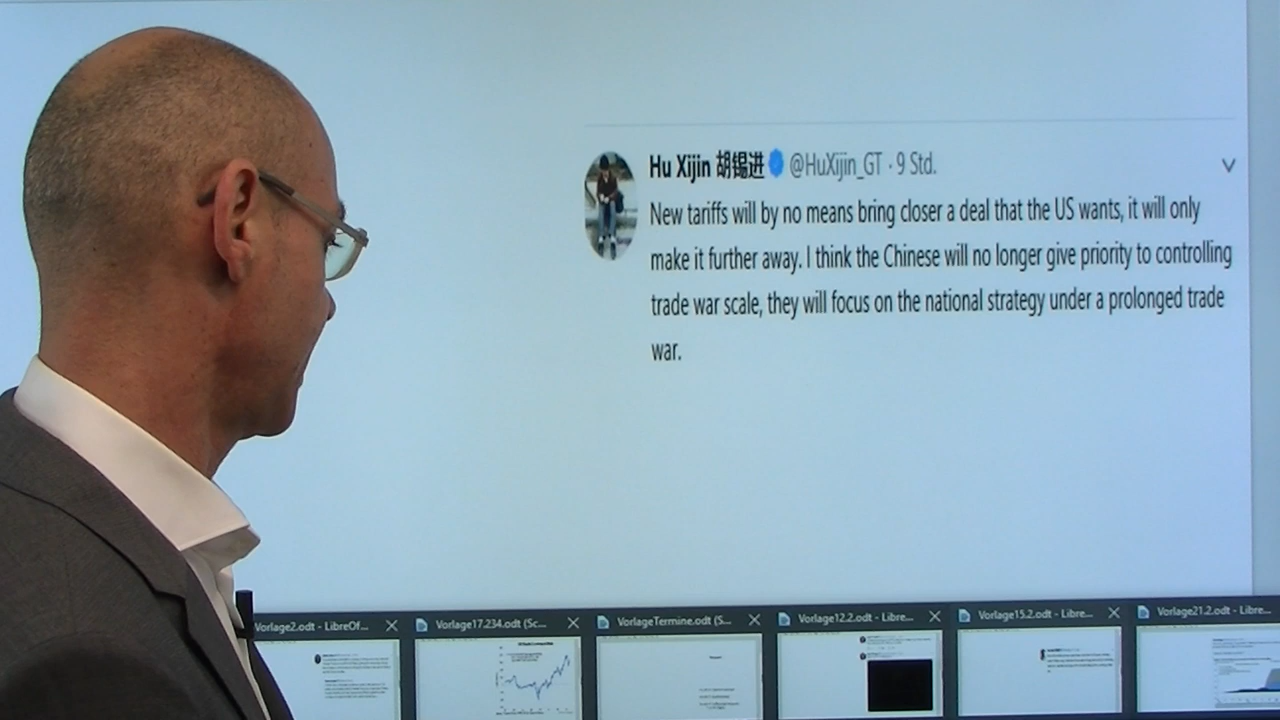 Hu Xijin 胡锡进 @HuXijin_GT · 9 Std.
New tariffs will by no means bring closer a deal that the US wants, it will only
make it further away. I think the Chinese will no longer give priority to controlling
trade war scale, they will focus on the national strategy under a prolonged trade
war.
Vorlage2.odt - LibreOf...
Vorlage17.234.odt (Sc...
VorlageTermine.odt (S...
Vorlage12.2.odt - Libre...
Vorlage15.2.odt - Libre...
Vorlage21.2.odt - Libre...